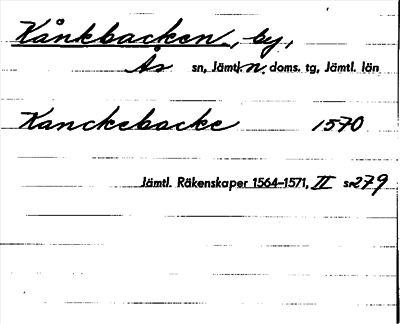 Kånkbacken, by,
Ås sn, Jämtl. n. doms. tg, Jämtl. län
Kanckebacke 1570
Jämtl. Räkenskaper 1564–1571, II s. 279